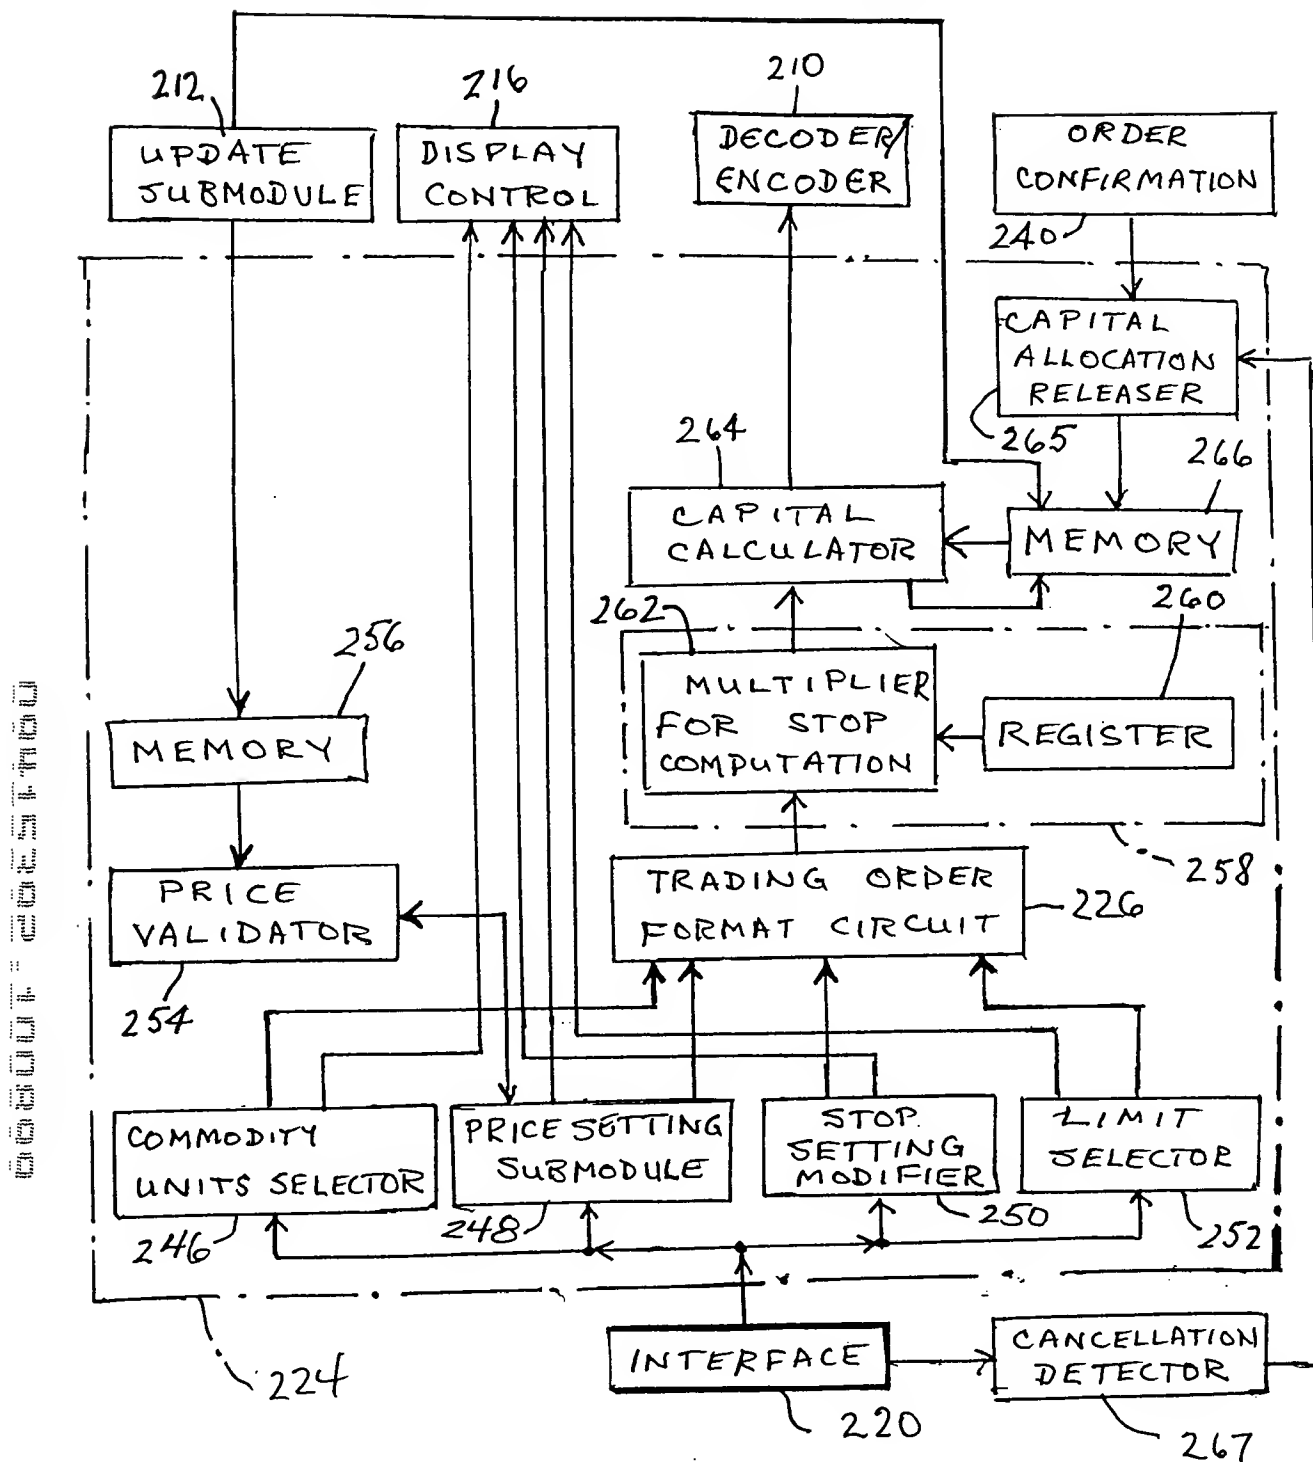 212
216
210
UPDATE
SUBMODULE
DISPLAY
CONTROL
DECODER/
ENCODER
ORDER
CONFIRMATION
240
CAPITAL
ALLOCATION
RELEASER
265
264
266
CAPITAL
CALCULATOR
MEMORY
262
260
256
MULTIPLIER
FOR STOP
COMPUTATION
REGISTER
MEMORY
258
PRICE
VALIDATOR
254
TRADING ORDER
FORMAT CIRCUIT
226
COMMODITY
UNITS SELECTOR
246
PRICE SETTING
SUBMODULE
248
STOP
SETTING
MODIFIER
250
LIMIT
SELECTOR
252
224
INTERFACE
220
CANCELLATION
DETECTOR
267